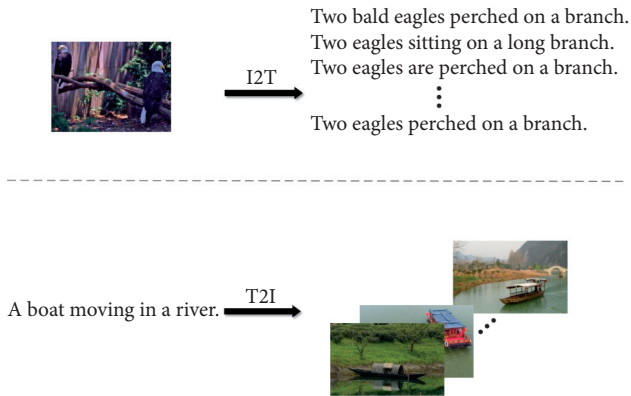 Two bald eagles perched on a branch.
Two eagles sitting on a long branch.
Two eagles are perched on a branch.
I2T
Two eagles perched on a branch.
A boat moving in a river.
T2I